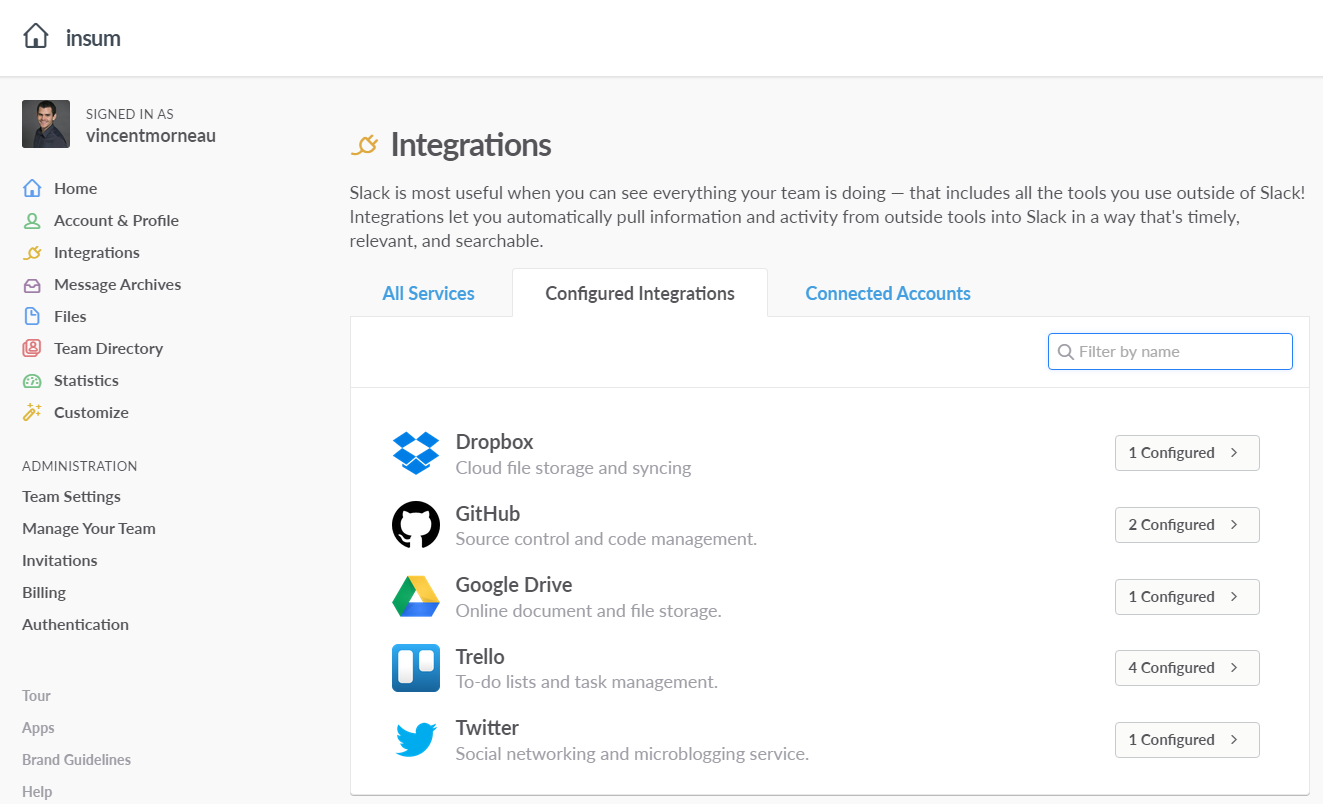 insum
SIGNED IN AS
vincentmorneau
Home
Account & Profile
Integrations
Message Archives
Files
Team Directory
Statistics
Customize
ADMINISTRATION
Team Settings
Manage Your Team
Invitations
Billing
Authentication
Tour
Apps
Brand Guidelines
Help
Integrations
Slack is most useful when you can see everything your team is doing — that includes all the tools you use outside of Slack!
Integrations let you automatically pull information and activity from outside tools into Slack in a way that's timely,
relevant, and searchable.
All Services
Configured Integrations
Connected Accounts
Filter by name
Dropbox
Cloud file storage and syncing
1 Configured
GitHub
Source control and code management.
2 Configured
Google Drive
Online document and file storage.
1 Configured
Trello
To-do lists and task management.
4 Configured
Twitter
Social networking and microblogging service.
1 Configured